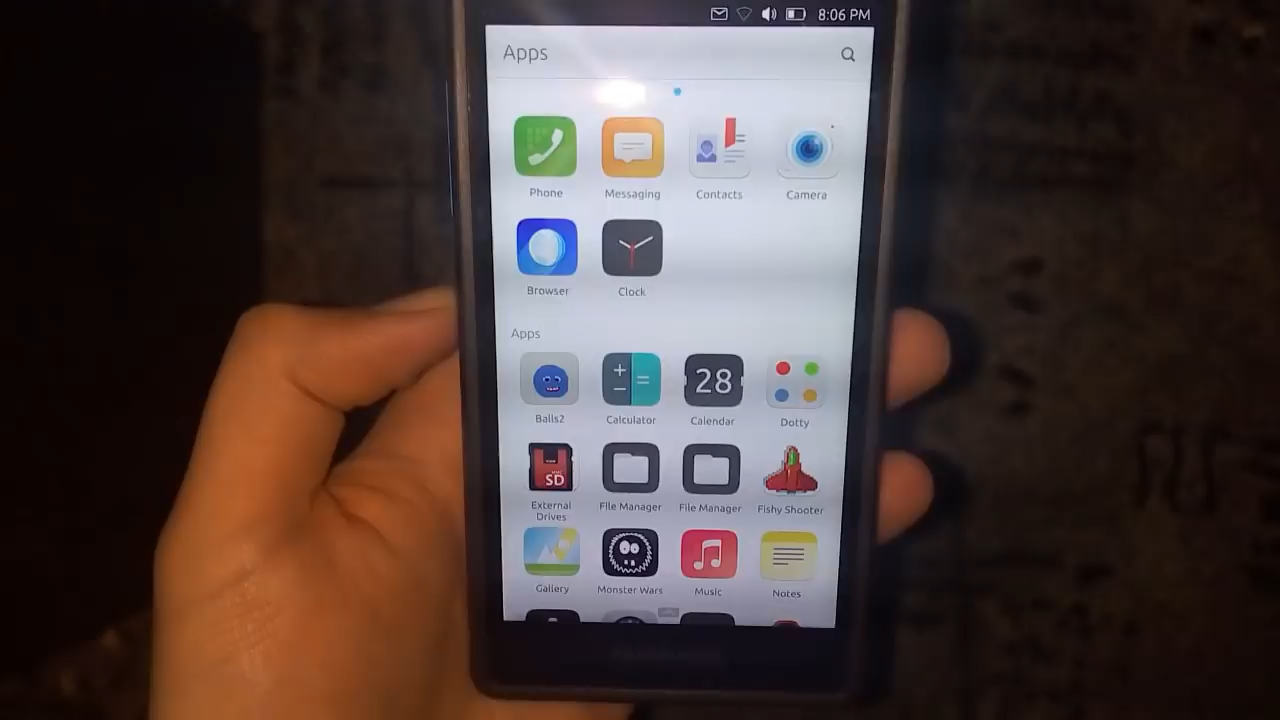 8:06 PM
Apps
Phone Messaging Contacts Camera
Browser Clock
Apps
28
Balls2 Calculator Calendar Dotty
SD
External Drives File Manager File Manager Fishy Shooter
Gallery Monster Wars Music Notes